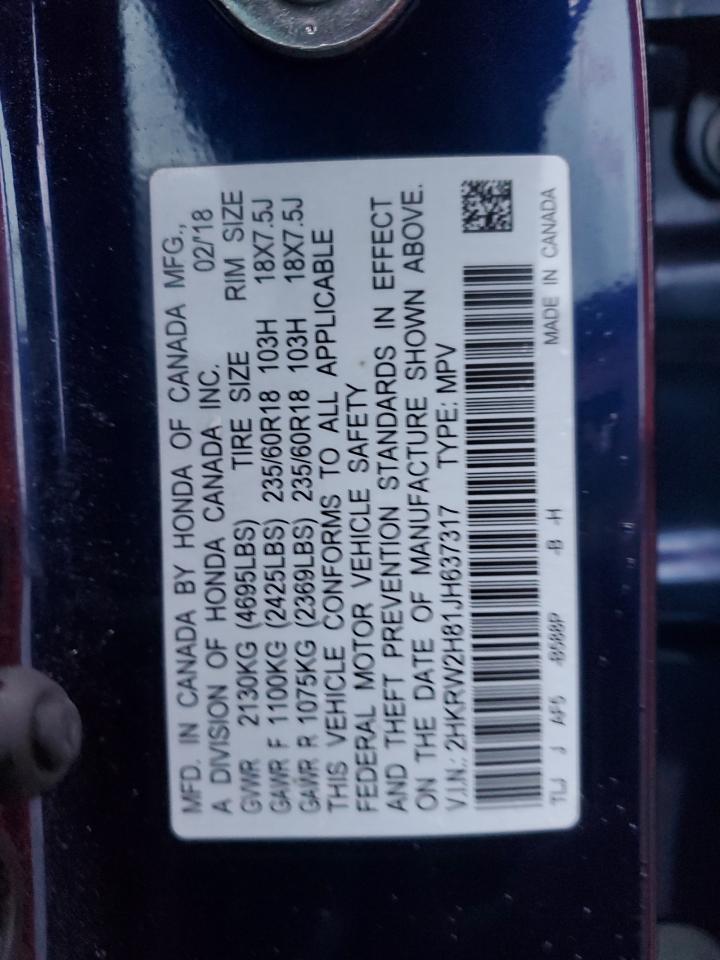 MFD. IN CANADA BY HONDA OF CANADA MFG.,
A DIVISION OF HONDA CANADA INC. 02/'18
GVWR 2130KG (4695LBS) TIRE SIZE RIM SIZE
GAWR F 1100KG (2425LBS) 235/60R18 103H 18X7.5J
GAWR R 1075KG (2369LBS) 235/60R18 103H 18X7.5J
THIS VEHICLE CONFORMS TO ALL APPLICABLE
FEDERAL MOTOR VEHICLE SAFETY
AND THEFT PREVENTION STANDARDS IN EFFECT
ON THE DATE OF MANUFACTURE SHOWN ABOVE.
V.I.N.: 2HKRW2H81JH637317 TYPE: MPV
TLJ J AF5 -B588P -B -H MADE IN CANADA